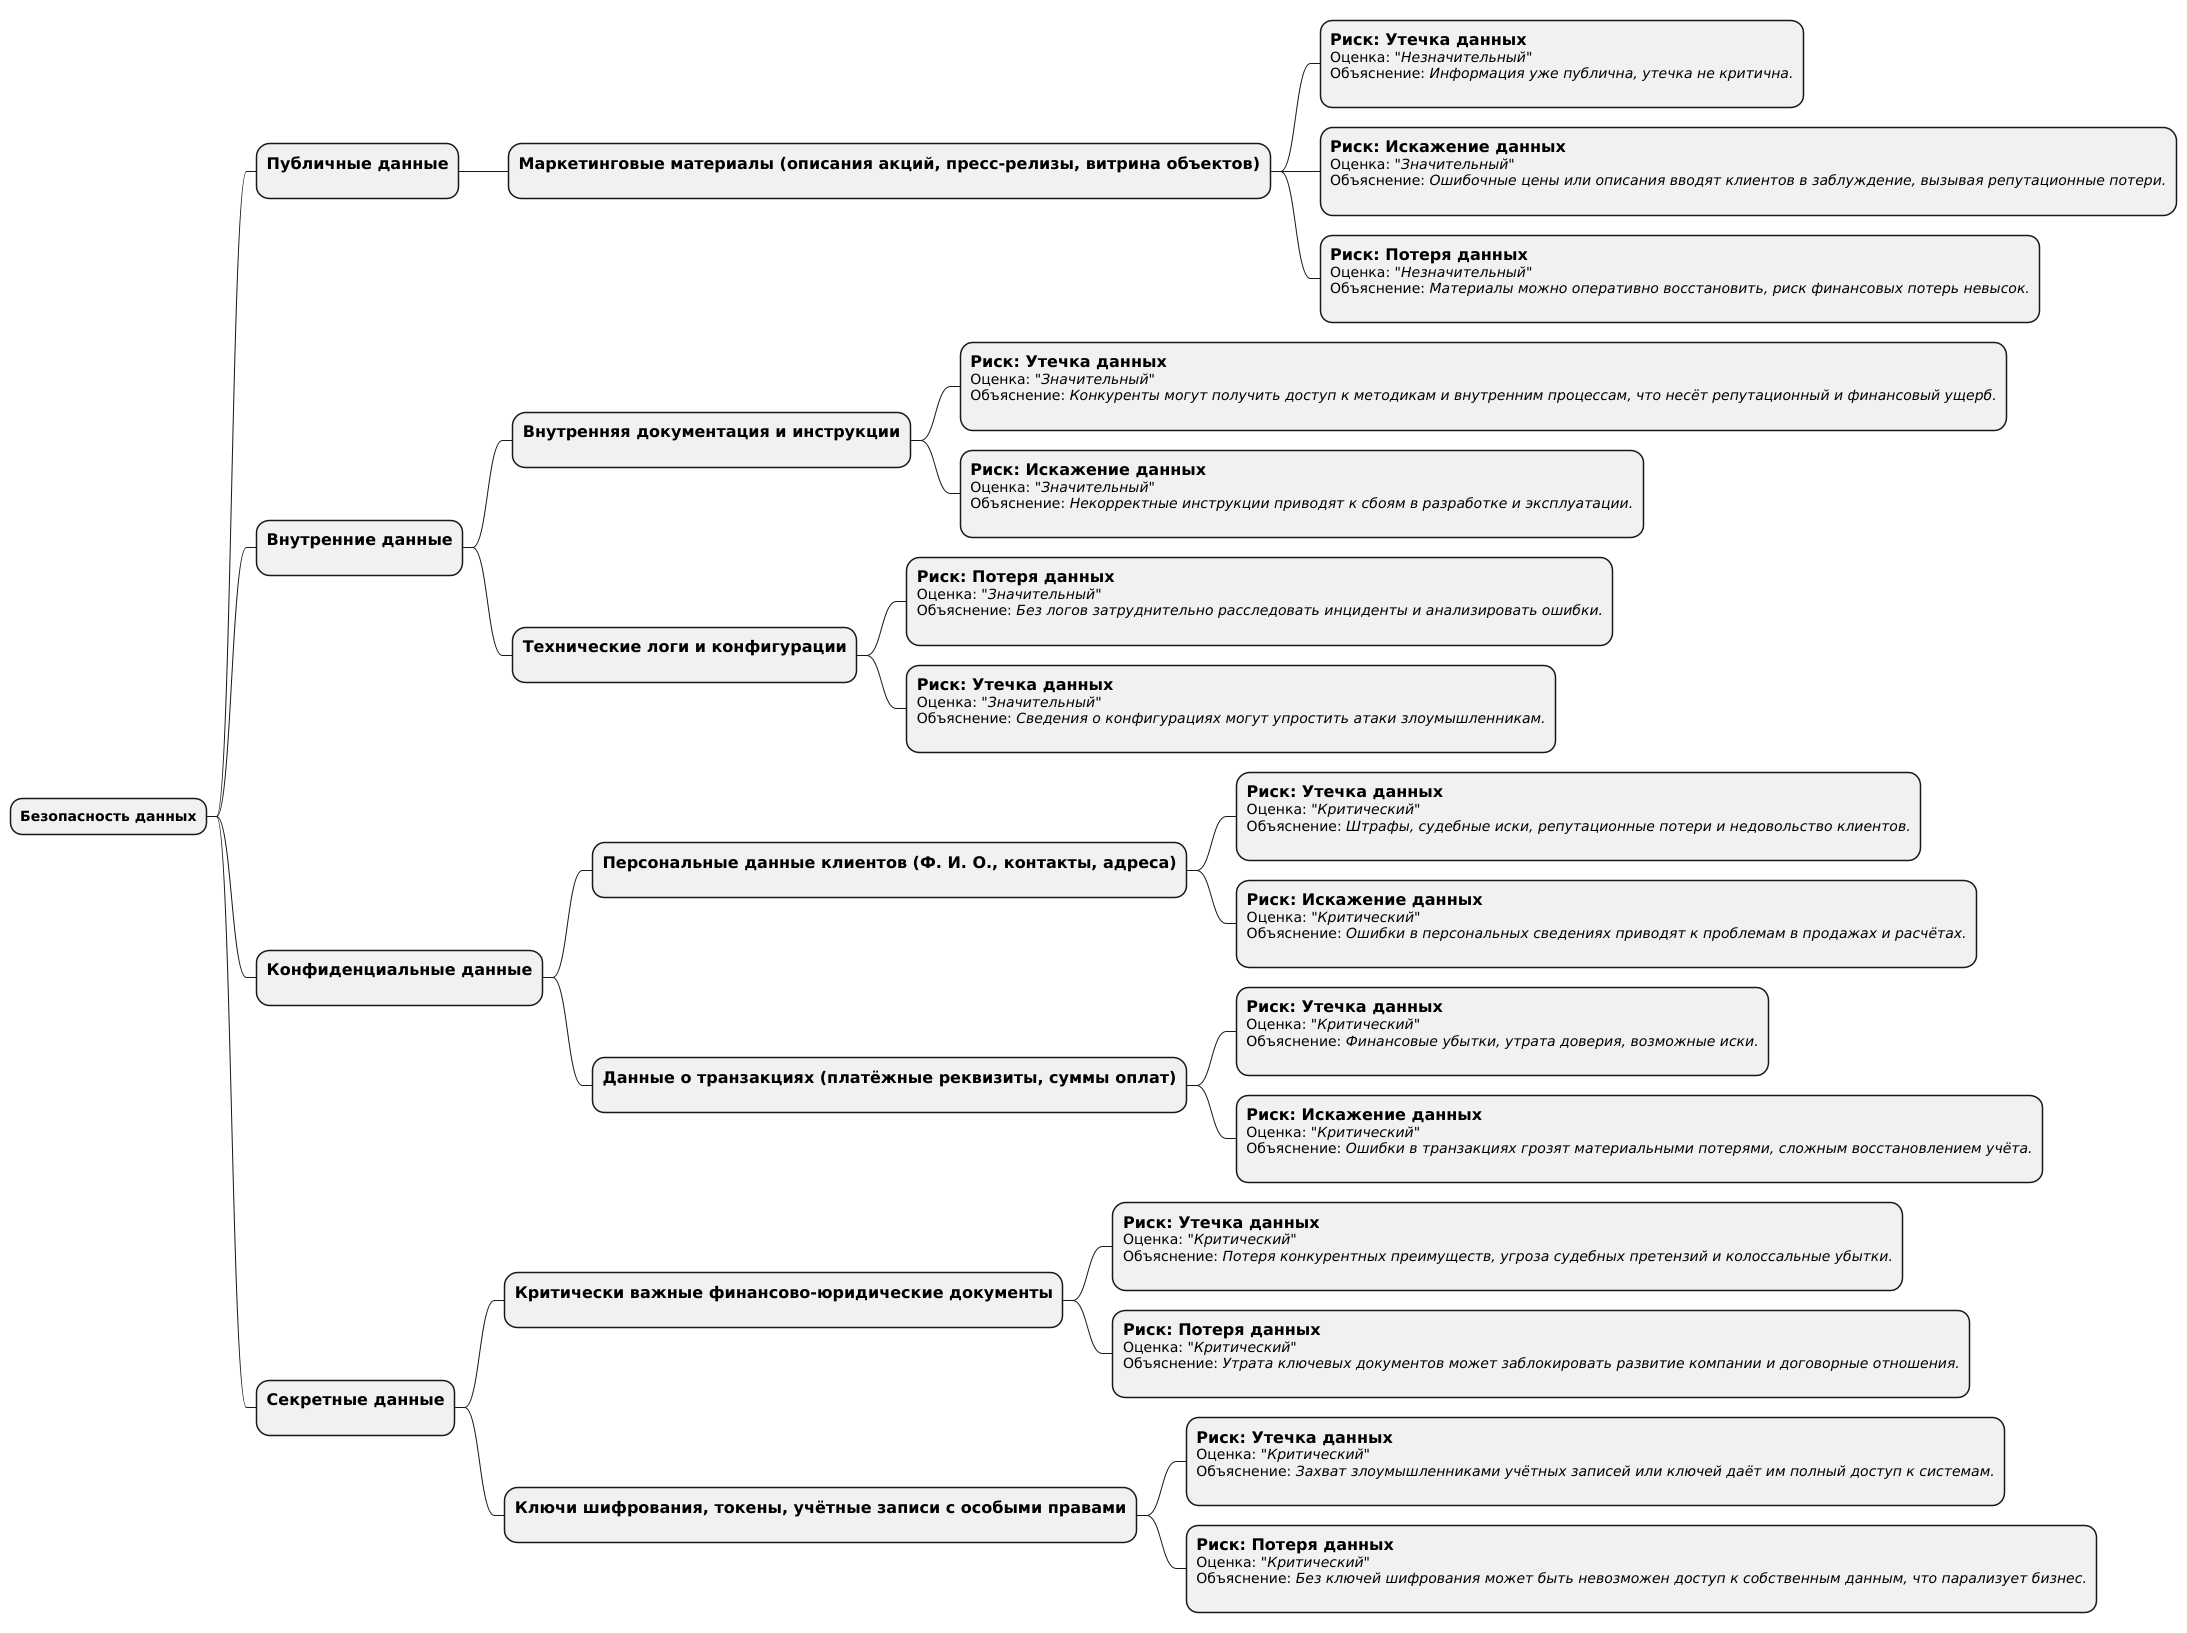 Безопасность данных
Публичные данные
Маркетинговые материалы (описания акций, пресс-релизы, витрина объектов)
Риск: Утечка данных
Оценка: "Незначительный"
Объяснение: Информация уже публична, утечка не критична.
Риск: Искажение данных
Оценка: "Значительный"
Объяснение: Ошибочные цены или описания вводят клиентов в заблуждение, вызывая репутационные потери.
Риск: Потеря данных
Оценка: "Незначительный"
Объяснение: Материалы можно оперативно восстановить, риск финансовых потерь невысок.
Внутренние данные
Внутренняя документация и инструкции
Риск: Утечка данных
Оценка: "Значительный"
Объяснение: Конкуренты могут получить доступ к методикам и внутренним процессам, что несёт репутационный и финансовый ущерб.
Риск: Искажение данных
Оценка: "Значительный"
Объяснение: Некорректные инструкции приводят к сбоям в разработке и эксплуатации.
Технические логи и конфигурации
Риск: Потеря данных
Оценка: "Значительный"
Объяснение: Без логов затруднительно расследовать инциденты и анализировать ошибки.
Риск: Утечка данных
Оценка: "Значительный"
Объяснение: Сведения о конфигурациях могут упростить атаки злоумышленникам.
Конфиденциальные данные
Персональные данные клиентов (Ф. И. О., контакты, адреса)
Риск: Утечка данных
Оценка: "Критический"
Объяснение: Штрафы, судебные иски, репутационные потери и недовольство клиентов.
Риск: Искажение данных
Оценка: "Критический"
Объяснение: Ошибки в персональных сведениях приводят к проблемам в продажах и расчётах.
Данные о транзакциях (платёжные реквизиты, суммы оплат)
Риск: Утечка данных
Оценка: "Критический"
Объяснение: Финансовые убытки, утрата доверия, возможные иски.
Риск: Искажение данных
Оценка: "Критический"
Объяснение: Ошибки в транзакциях грозят материальными потерями, сложным восстановлением учёта.
Секретные данные
Критически важные финансово-юридические документы
Риск: Утечка данных
Оценка: "Критический"
Объяснение: Потеря конкурентных преимуществ, угроза судебных претензий и колоссальные убытки.
Риск: Потеря данных
Оценка: "Критический"
Объяснение: Утрата ключевых документов может заблокировать развитие компании и договорные отношения.
Ключи шифрования, токены, учётные записи с особыми правами
Риск: Утечка данных
Оценка: "Критический"
Объяснение: Захват злоумышленниками учётных записей или ключей даёт им полный доступ к системам.
Риск: Потеря данных
Оценка: "Критический"
Объяснение: Без ключей шифрования может быть невозможен доступ к собственным данным, что парализует бизнес.